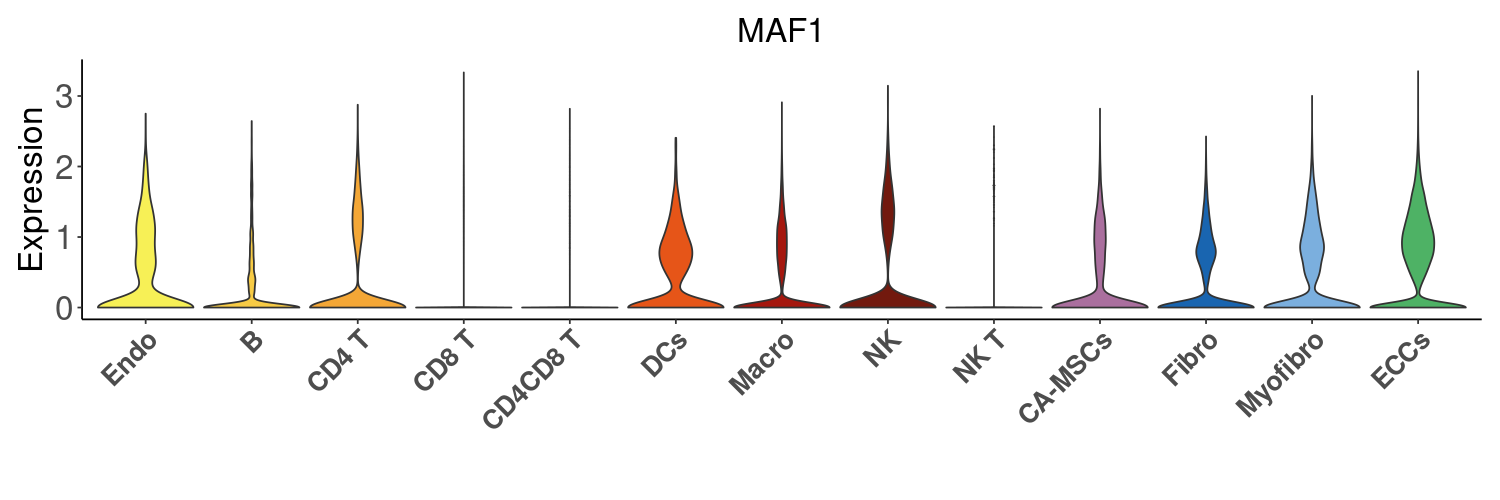 MAF1
Expression
3
2
1
0
Endo
B
CD4 T
CD8 T
CD4CD8 T
DCs
Macro
NK
NK T
CA-MSCs
Fibro
Myofibro
ECCs